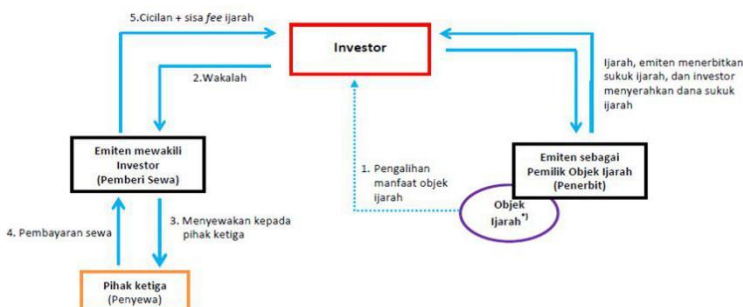 5.Cicilan + sisa fee ijarah
Investor
2.Wakalah
Ijarah, emiten menerbitkan
sukuk ijarah, dan investor
menyerahkan dana sukuk
ijarah
Emiten mewakili
Investor
(Pemberi Sewa)
1. Pengalihan
manfaat objek
ijarah
Emiten sebagai
Pemilik Objek Ijarah
(Penerbit)
Objek
Ijarah*)
4. Pembayaran sewa
3. Menyewakan kepada
pihak ketiga
Pihak ketiga
(Penyewa)